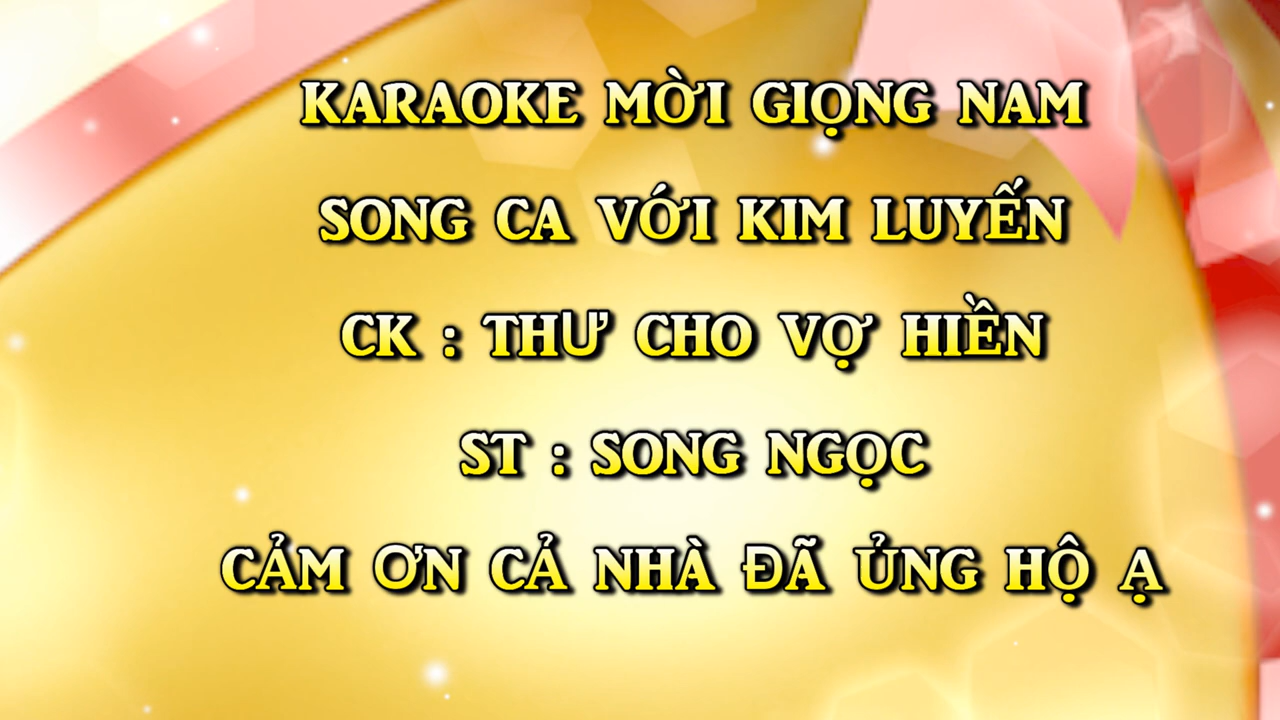 KARAOKE MỜI GIỌNG NAM
SONG CA VỚI KIM LUYẾN
CK : THƯ CHO VỢ HIỀN
ST : SONG NGỌC
CẢM ƠN CẢ NHÀ ĐÃ ỦNG HỘ Ạ